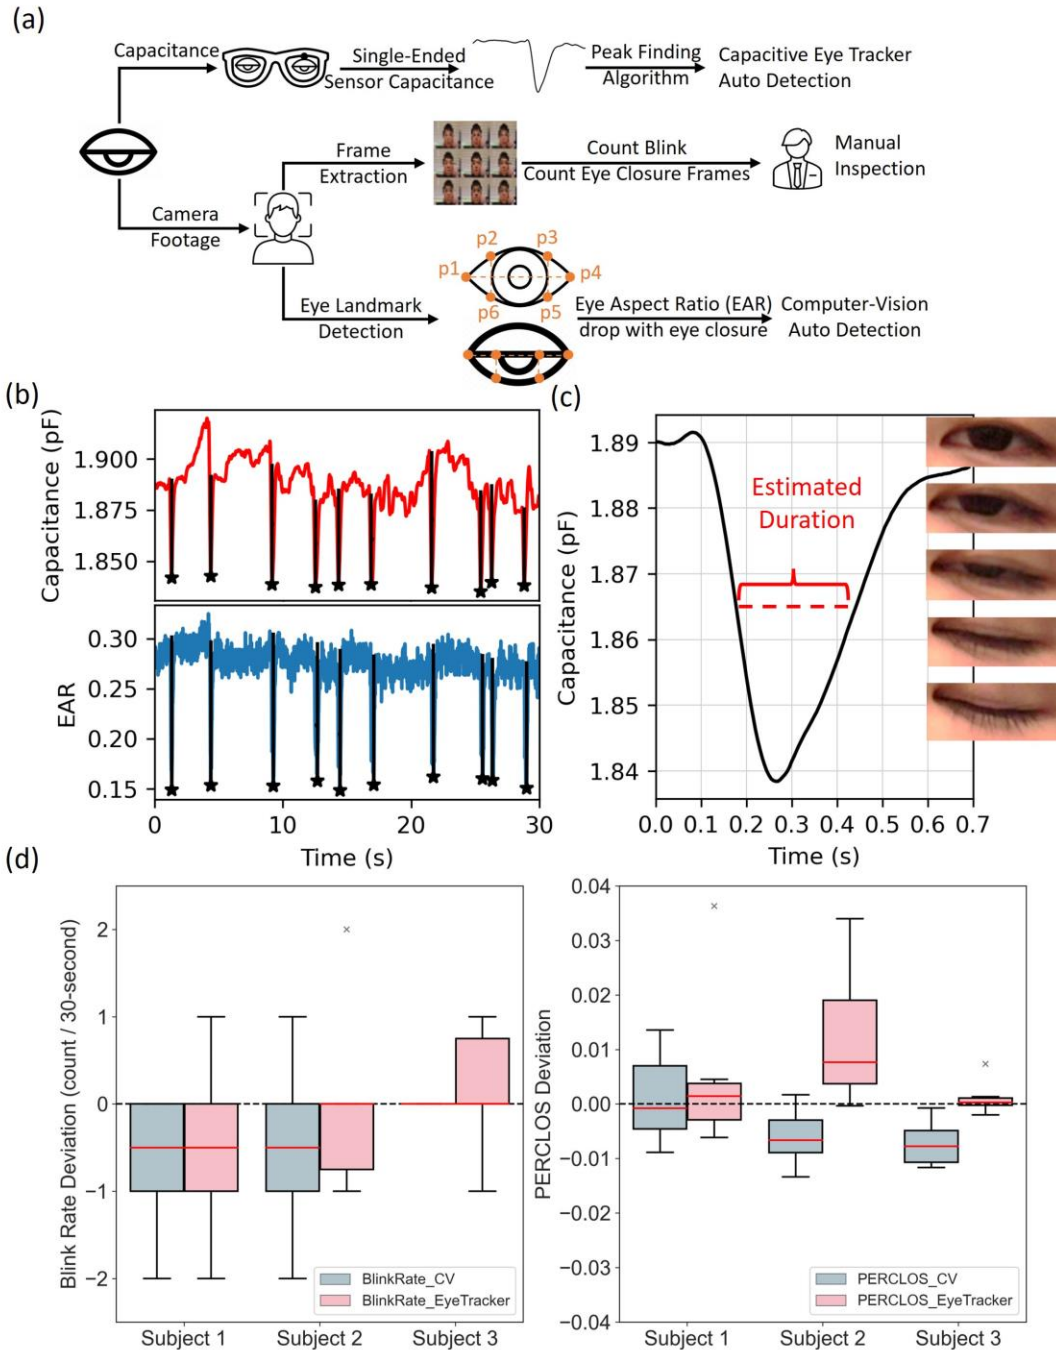 (a)
Capacitance
Single-Ended
Sensor Capacitance
Peak Finding
Algorithm
Capacitive Eye Tracker
Auto Detection
Frame
Extraction
Count Blink
Count Eye Closure Frames
Manual
Inspection
Camera
Footage
p2
p3
p1
p4
p6
p5
Eye Landmark
Detection
Eye Aspect Ratio (EAR)
drop with eye closure
Computer-Vision
Auto Detection
(b)
Capacitance (pF)
1.900
1.875
1.850
EAR
0.30
0.25
0.20
0.15
0
10
20
30
Time (s)
(c)
Capacitance (pF)
1.89
1.88
1.87
1.86
1.85
1.84
Estimated
Duration
0.0 0.1 0.2 0.3 0.4 0.5 0.6 0.7
Time (s)
(d)
Blink Rate Deviation (count / 30-second)
2
1
0
−1
−2
BlinkRate_CV
BlinkRate_EyeTracker
Subject 1
Subject 2
Subject 3
PERCLOS Deviation
0.04
0.03
0.02
0.01
0.00
−0.01
−0.02
−0.03
−0.04
PERCLOS_CV
PERCLOS_EyeTracker
Subject 1
Subject 2
Subject 3